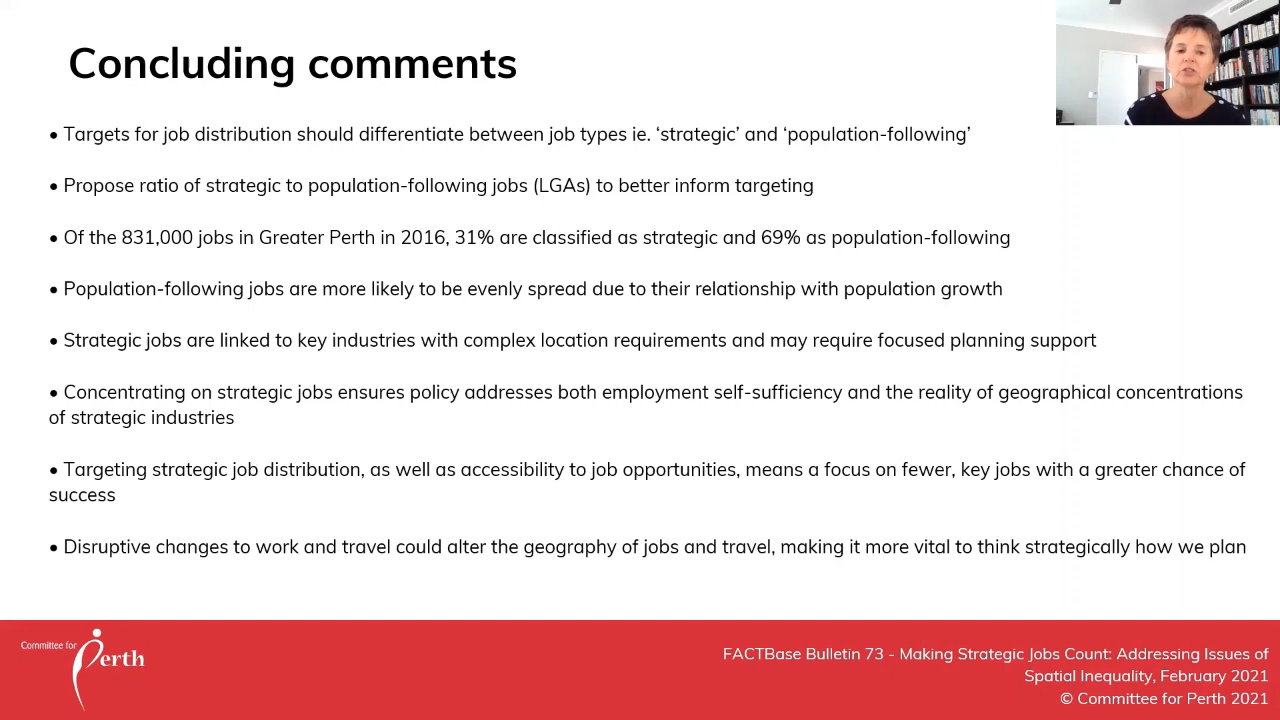 Concluding comments
• Targets for job distribution should differentiate between job types ie. ‘strategic’ and ‘population-following’
• Propose ratio of strategic to population-following jobs (LGAs) to better inform targeting
• Of the 831,000 jobs in Greater Perth in 2016, 31% are classified as strategic and 69% as population-following
• Population-following jobs are more likely to be evenly spread due to their relationship with population growth
• Strategic jobs are linked to key industries with complex location requirements and may require focused planning support
• Concentrating on strategic jobs ensures policy addresses both employment self-sufficiency and the reality of geographical concentrations
of strategic industries
• Targeting strategic job distribution, as well as accessibility to job opportunities, means a focus on fewer, key jobs with a greater chance of
success
• Disruptive changes to work and travel could alter the geography of jobs and travel, making it more vital to think strategically how we plan
Committee for
Perth
FACTBase Bulletin 73 - Making Strategic Jobs Count: Addressing Issues of
Spatial Inequality, February 2021
© Committee for Perth 2021